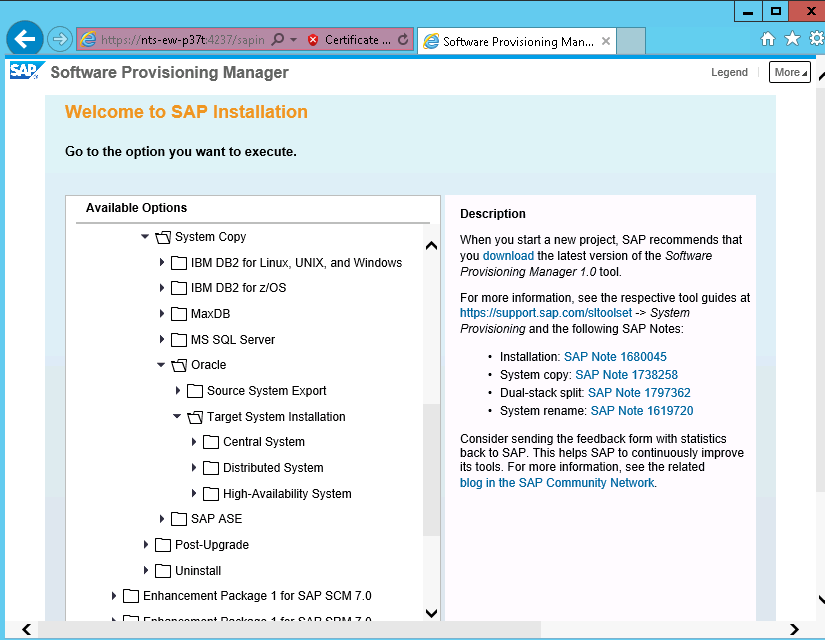 https://nts-ew-p37t:4237/sapin
Certificate ...
Software Provisioning Man...
SAP
Software Provisioning Manager
Legend
More
Welcome to SAP Installation
Go to the option you want to execute.
Available Options
System Copy
IBM DB2 for Linux, UNIX, and Windows
IBM DB2 for z/OS
MaxDB
MS SQL Server
Oracle
Source System Export
Target System Installation
Central System
Distributed System
High-Availability System
SAP ASE
Post-Upgrade
Uninstall
Enhancement Package 1 for SAP SCM 7.0
Enhancement Package 1 for SAP SRM 7.0
Description
When you start a new project, SAP recommends that
you download the latest version of the Software
Provisioning Manager 1.0 tool.
For more information, see the respective tool guides at
https://support.sap.com/sltoolset -> System
Provisioning and the following SAP Notes:
• Installation: SAP Note 1680045
• System copy: SAP Note 1738258
• Dual-stack split: SAP Note 1797362
• System rename: SAP Note 1619720
Consider sending the feedback form with statistics
back to SAP. This helps SAP to continuously improve
its tools. For more information, see the related
blog in the SAP Community Network.